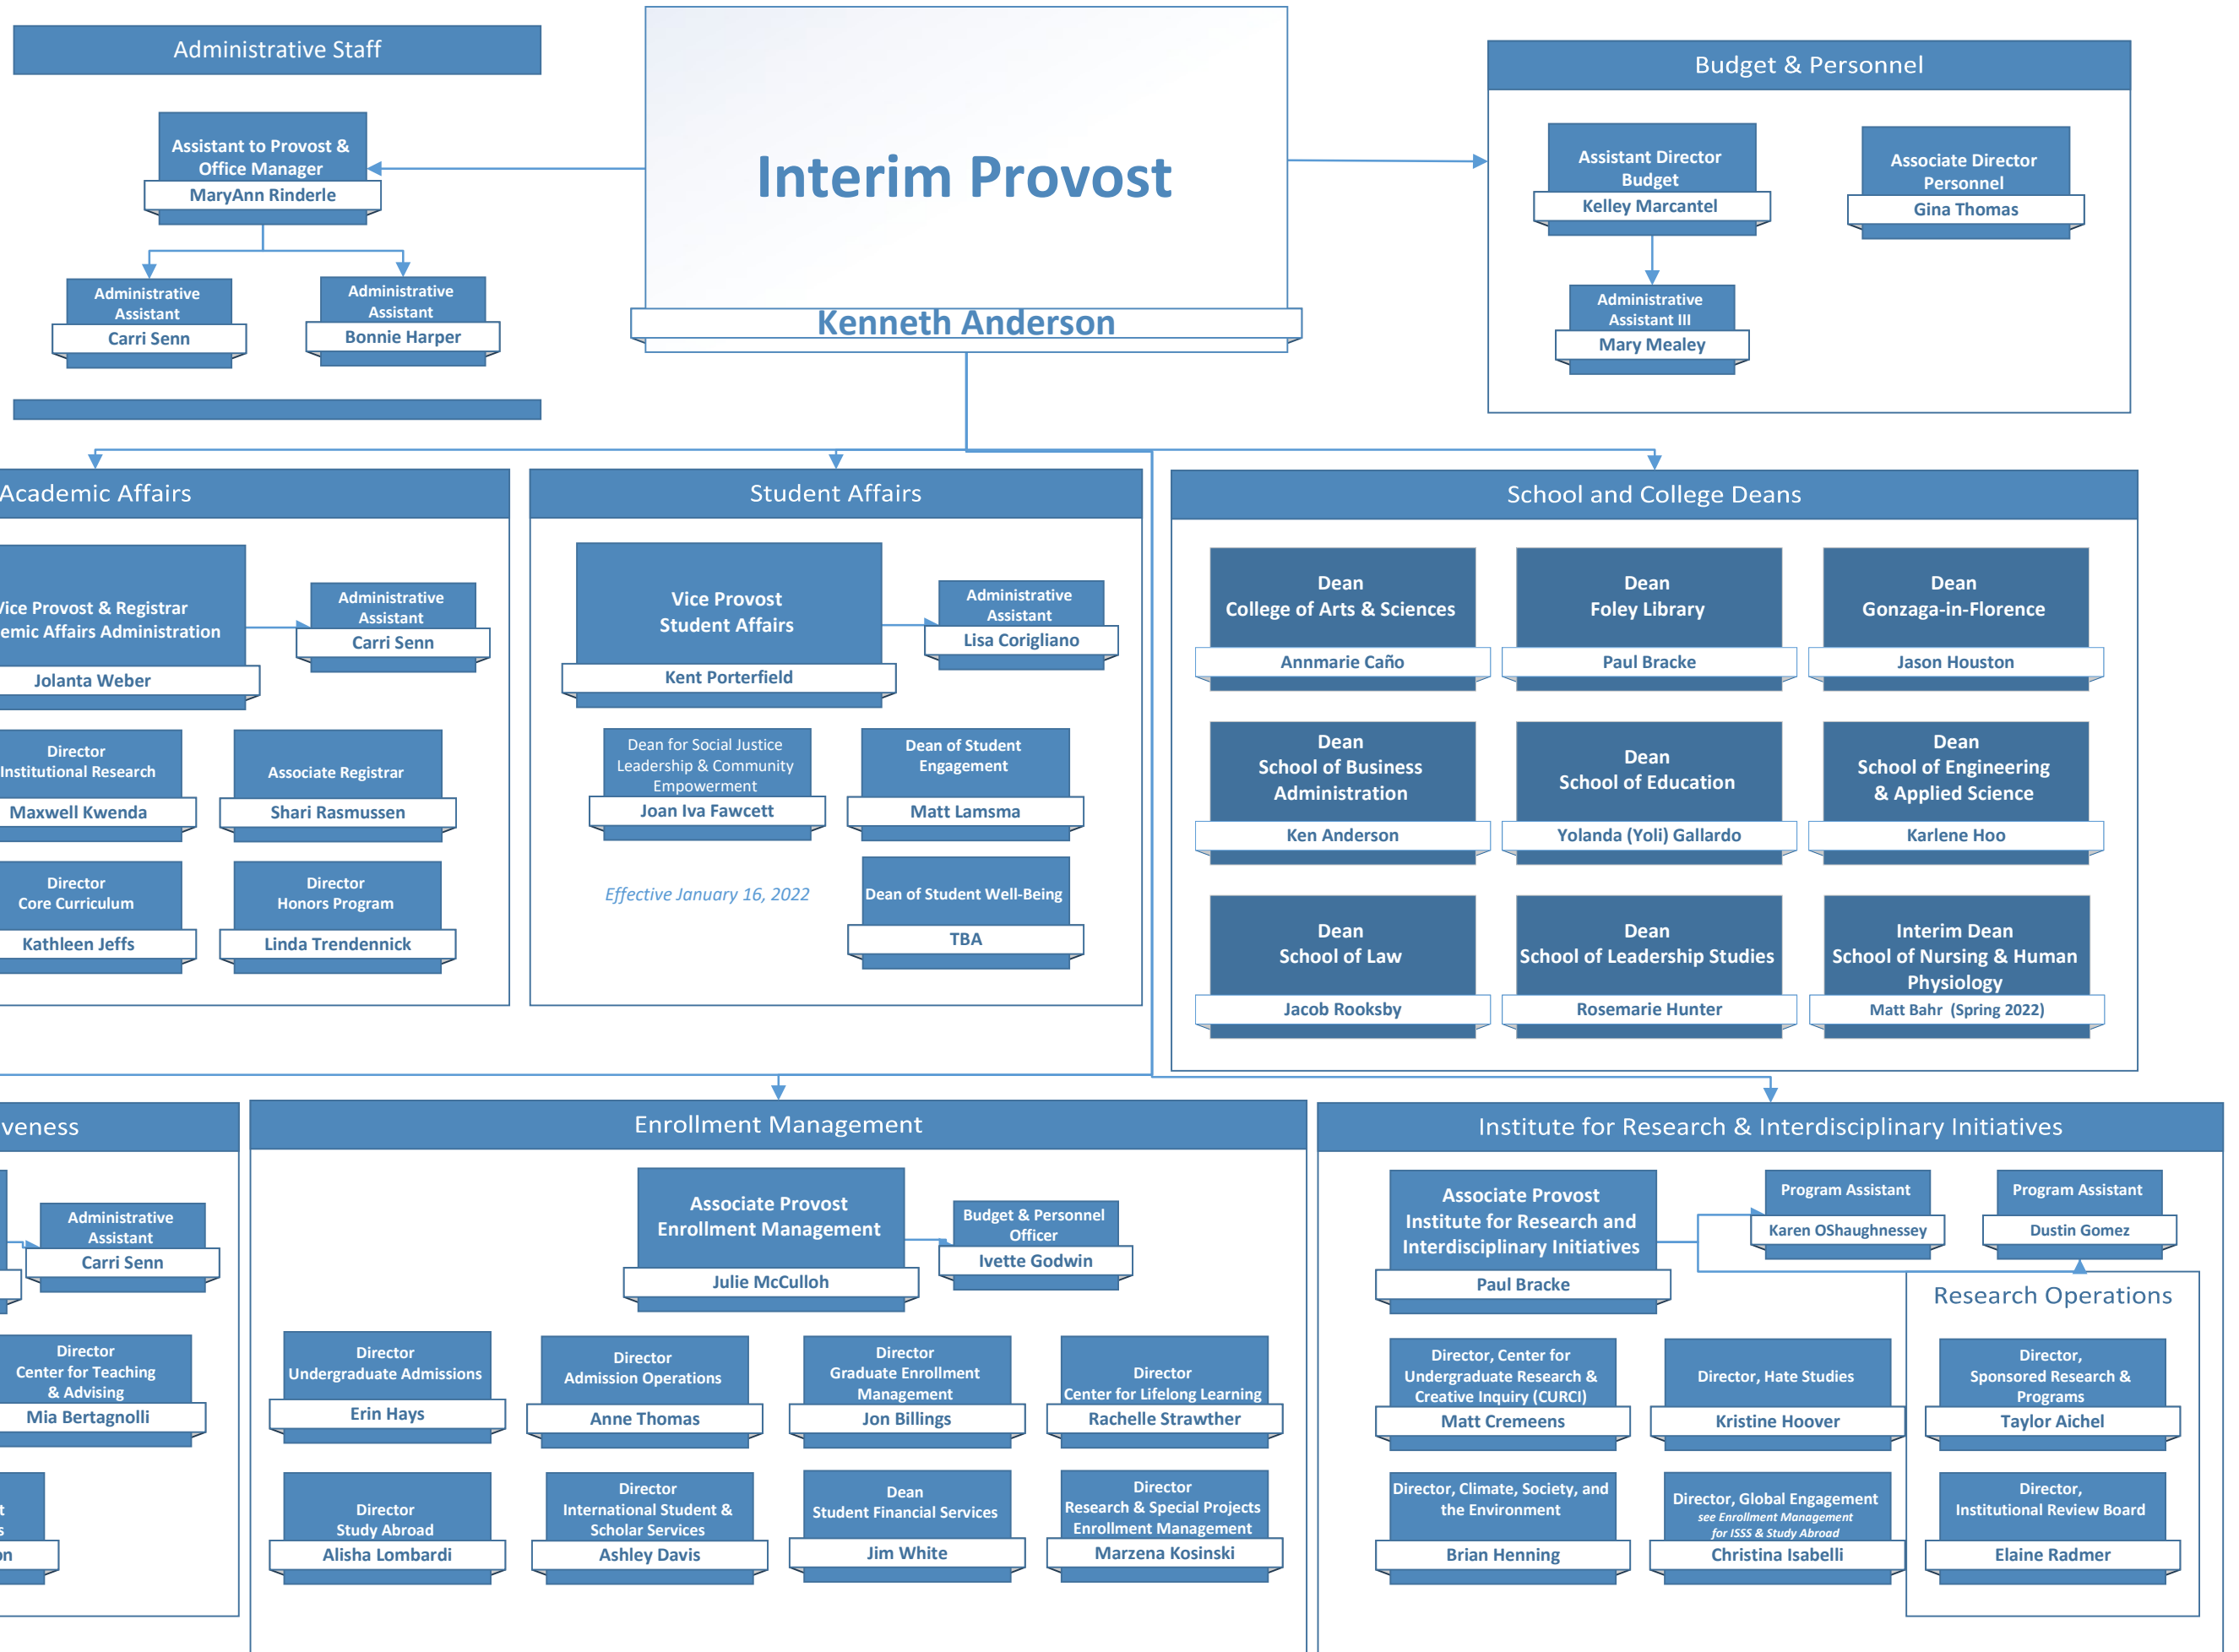 Administrative Staff
Assistant to Provost &
Office Manager
MaryAnn Rinderle
Administrative
Assistant
Carri Senn
Administrative
Assistant
Bonnie Harper
Interim Provost
Kenneth Anderson
Budget & Personnel
Assistant Director
Budget
Kelley Marcantel
Associate Director
Personnel
Gina Thomas
Administrative
Assistant III
Mary Mealey
Academic Affairs
Vice Provost & Registrar
emic Affairs Administration
Jolanta Weber
Administrative
Assistant
Carri Senn
Director
Institutional Research
Maxwell Kwenda
Associate Registrar
Shari Rasmussen
Director
Core Curriculum
Kathleen Jeffs
Director
Honors Program
Linda Trendennick
Student Affairs
Vice Provost
Student Affairs
Kent Porterfield
Administrative
Assistant
Lisa Corigliano
Dean for Social Justice
Leadership & Community
Empowerment
Joan Iva Fawcett
Dean of Student
Engagement
Matt Lamsma
Effective January 16, 2022
Dean of Student Well-Being
TBA
School and College Deans
Dean
College of Arts & Sciences
Annmarie Caño
Dean
Foley Library
Paul Bracke
Dean
Gonzaga-in-Florence
Jason Houston
Dean
School of Business
Administration
Ken Anderson
Dean
School of Education
Yolanda (Yoli) Gallardo
Dean
School of Engineering
& Applied Science
Karlene Hoo
Dean
School of Law
Jacob Rooksby
Dean
School of Leadership Studies
Rosemarie Hunter
Interim Dean
School of Nursing & Human
Physiology
Matt Bahr (Spring 2022)
veness
Administrative
Assistant
Carri Senn
Director
Center for Teaching
& Advising
Mia Bertagnolli
t
s
on
Enrollment Management
Associate Provost
Enrollment Management
Julie McCulloh
Budget & Personnel
Officer
Ivette Godwin
Director
Undergraduate Admissions
Erin Hays
Director
Admission Operations
Anne Thomas
Director
Graduate Enrollment
Management
Jon Billings
Director
Center for Lifelong Learning
Rachelle Strawther
Director
Study Abroad
Alisha Lombardi
Director
International Student &
Scholar Services
Ashley Davis
Dean
Student Financial Services
Jim White
Director
Research & Special Projects
Enrollment Management
Marzena Kosinski
Institute for Research & Interdisciplinary Initiatives
Associate Provost
Institute for Research and
Interdisciplinary Initiatives
Paul Bracke
Program Assistant
Karen OShaughnessey
Program Assistant
Dustin Gomez
Research Operations
Director, Center for
Undergraduate Research &
Creative Inquiry (CURCI)
Matt Cremeens
Director, Hate Studies
Kristine Hoover
Director,
Sponsored Research &
Programs
Taylor Aichel
Director, Climate, Society, and
the Environment
Brian Henning
Director, Global Engagement
see Enrollment Management
for ISSS & Study Abroad
Christina Isabelli
Director,
Institutional Review Board
Elaine Radmer